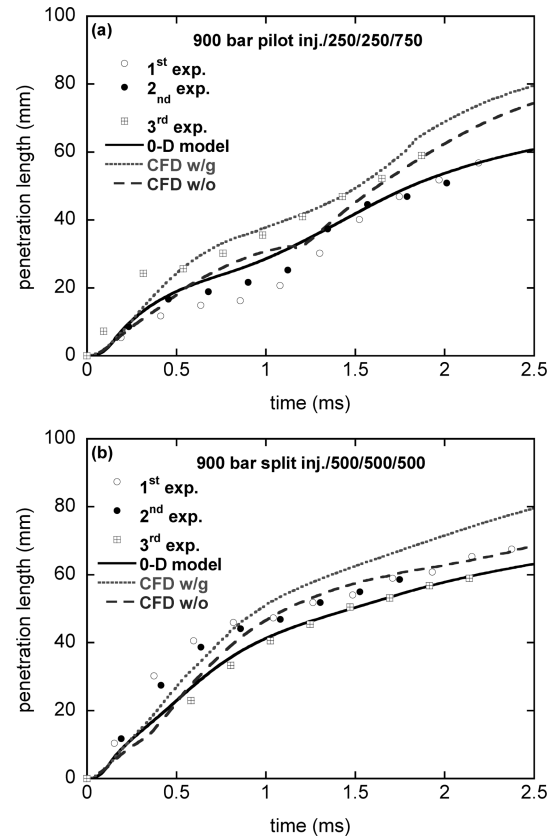 (a)
900 bar pilot inj./250/250/750
1st exp.
2nd exp.
3rd exp.
0-D model
CFD w/g
CFD w/o
penetration length (mm)
100
80
60
40
20
0
0 0.5 1 1.5 2 2.5
time (ms)
(b)
900 bar split inj./500/500/500
1st exp.
2nd exp.
3rd exp.
0-D model
CFD w/g
CFD w/o
penetration length (mm)
100
80
60
40
20
0
0 0.5 1 1.5 2 2.5
time (ms)